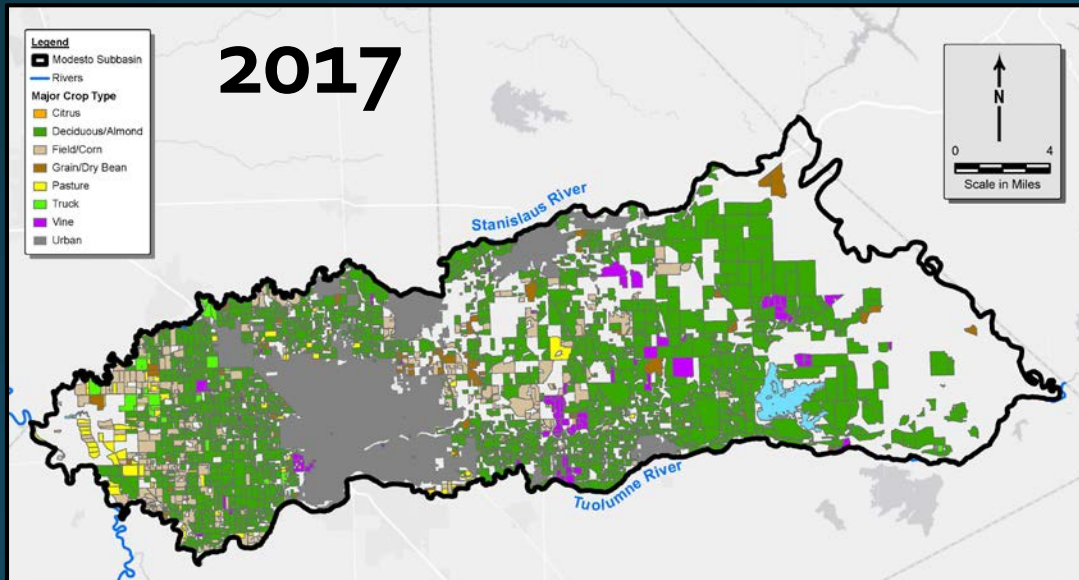 2017
Legend
Modesto Subbasin
Rivers
Major Crop Type
Citrus
Deciduous/Almond
Field/Corn
Grain/Dry Bean
Pasture
Truck
Vine
Urban
N
0 4
Scale in Miles
Stanislaus River
Tuolumne River